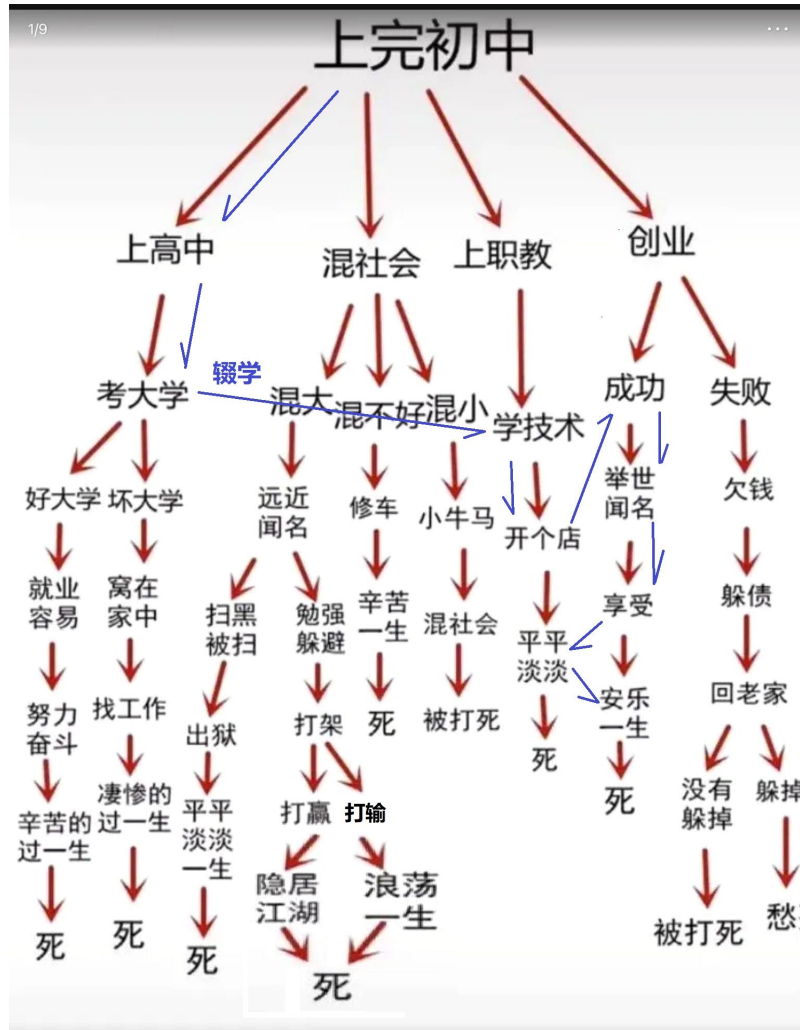 1/9
上完初中
上高中
混社会
上职教
创业
考大学
辍学
混大
混不好
混小
学技术
成功
失败
好大学
坏大学
远近
闻名
修车
小牛马
开个店
举世
闻名
欠钱
就业
容易
窝在
家中
扫黑
被扫
勉强
躲避
辛苦
一生
混社会
平平
淡淡
享受
躲债
努力
奋斗
找工作
出狱
打架
死
被打死
死
安乐
一生
死
回老家
辛苦的
过一生
凄惨的
过一生
平平
淡淡
一生
打赢
打输
没有
躲掉
躲掉
隐居
江湖
浪荡
一生
死
死
死
死
被打死
愁